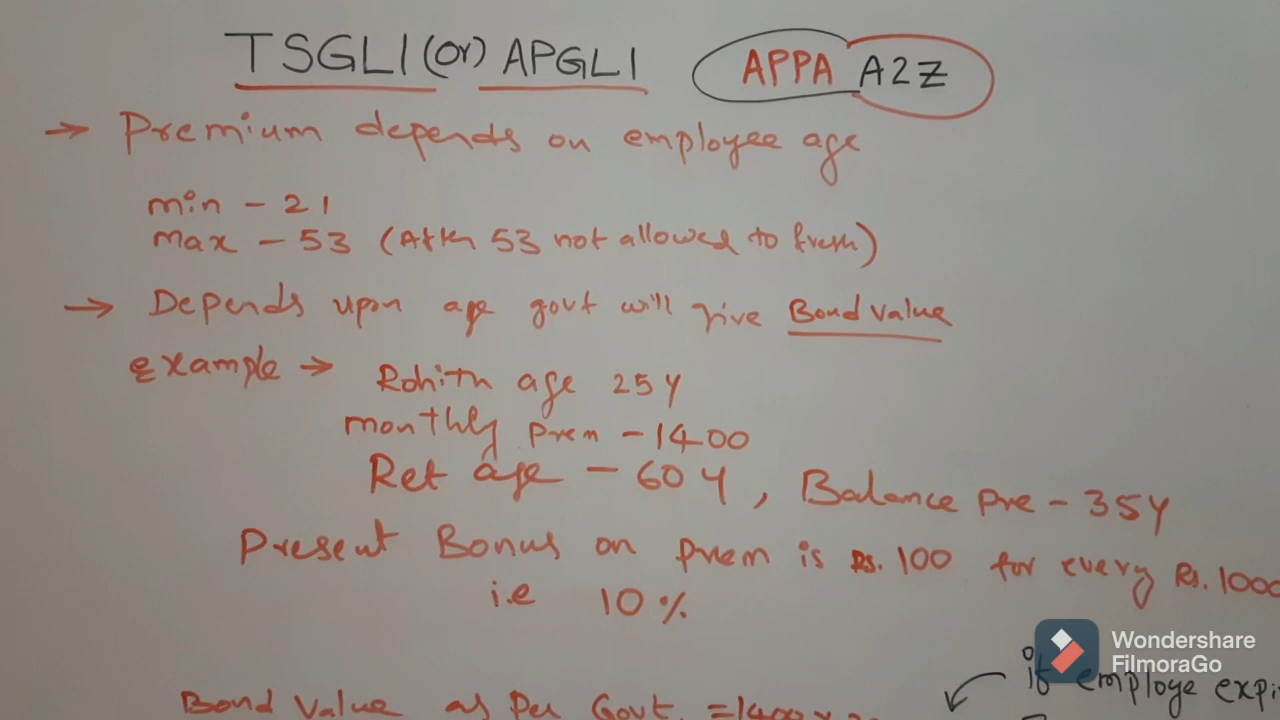 TSGLI (or) APGLI
APPA A2Z
→ Premium depends on employee age
min - 21
max - 53 (After 53 not allowed to fresh)
→ Depends upon age govt will give Bond value
example → Rohith age 25 y
monthly prem - 1400
Ret age - 60 y, Balance pre - 35 y
Present Bonus on prem is Rs. 100 for every Rs. 1000
i.e 10 %
Wondershare
FilmoraGo
if employe
Bond value as per Govt = 1400 x